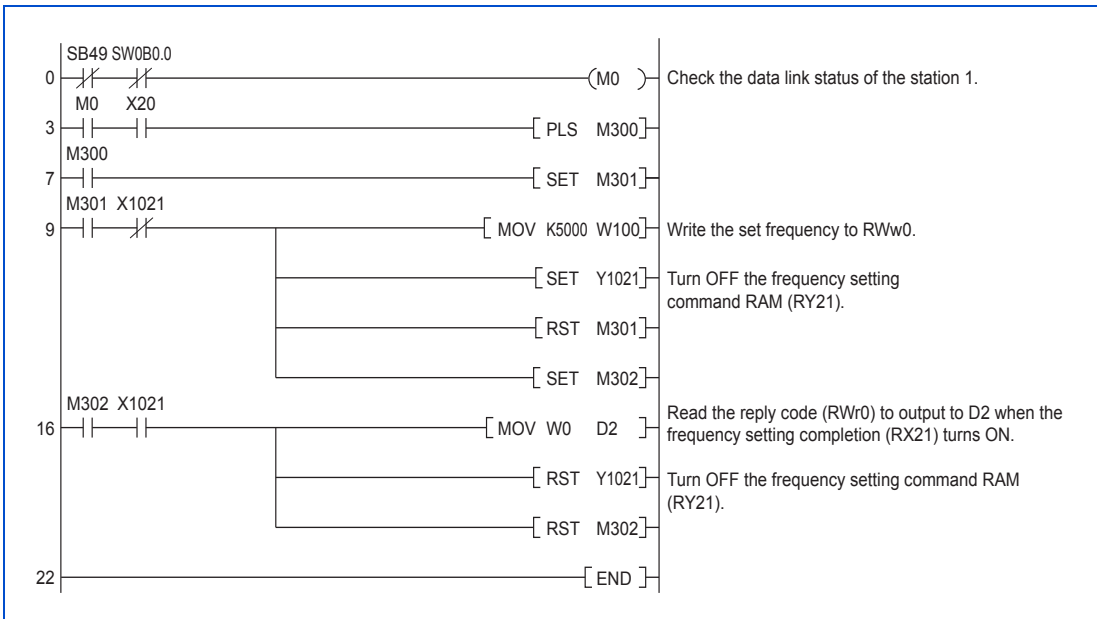 SB49 SW0B0.0
0 (M0 ) Check the data link status of the station 1.
M0 X20
3 [ PLS M300]
M300
7 [ SET M301]
M301 X1021
9 [ MOV K5000 W100] Write the set frequency to RWw0.
[ SET Y1021] Turn OFF the frequency setting
command RAM (RY21).
[ RST M301]
[ SET M302]
M302 X1021
16 [ MOV W0 D2 ] Read the reply code (RWr0) to output to D2 when the
frequency setting completion (RX21) turns ON.
[ RST Y1021] Turn OFF the frequency setting command RAM
(RY21).
[ RST M302]
22 [ END ]